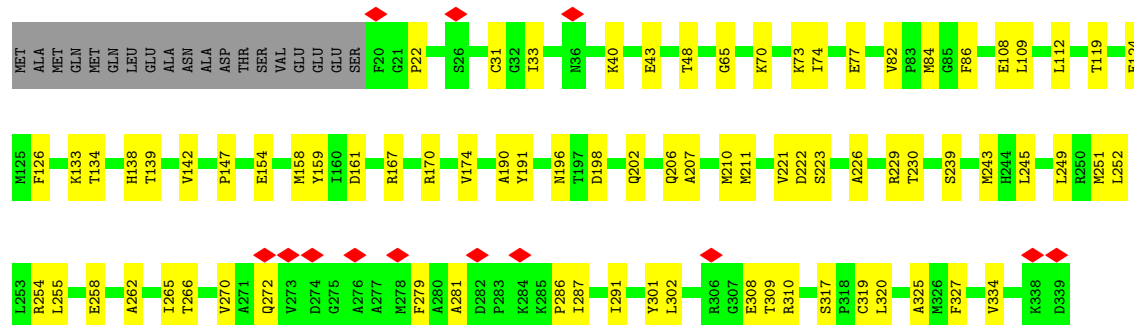 MET ALA MET GLN MET GLN LEU GLU ALA ASN ALA ASP THR SER VAL GLU GLU GLU SER F20 G21 P22 S26 C31 G32 I33 N36 K40 E43 T48 G65 K70 K73 I74 E77 V82 P83 M84 G85 F86 E108 L109 L112 T119 E124
M125 F126 K133 T134 H138 T139 V142 P147 E154 M158 Y159 I160 D161 R167 R170 V174 A190 Y191 N196 T197 D198 Q202 Q206 A207 M210 M211 V221 D222 S223 A226 R229 T230 S239 M243 H244 L245 L249 R250 M251 L252
L253 R254 L255 E258 A262 I265 T266 V270 A271 Q272 V273 D274 G275 A276 A277 M278 F279 A280 A281 D282 P283 K284 K285 P286 I287 I291 Y301 L302 R306 G307 E308 T309 R310 S317 P318 C319 L320 A325 M326 F327 V334 K338 D339